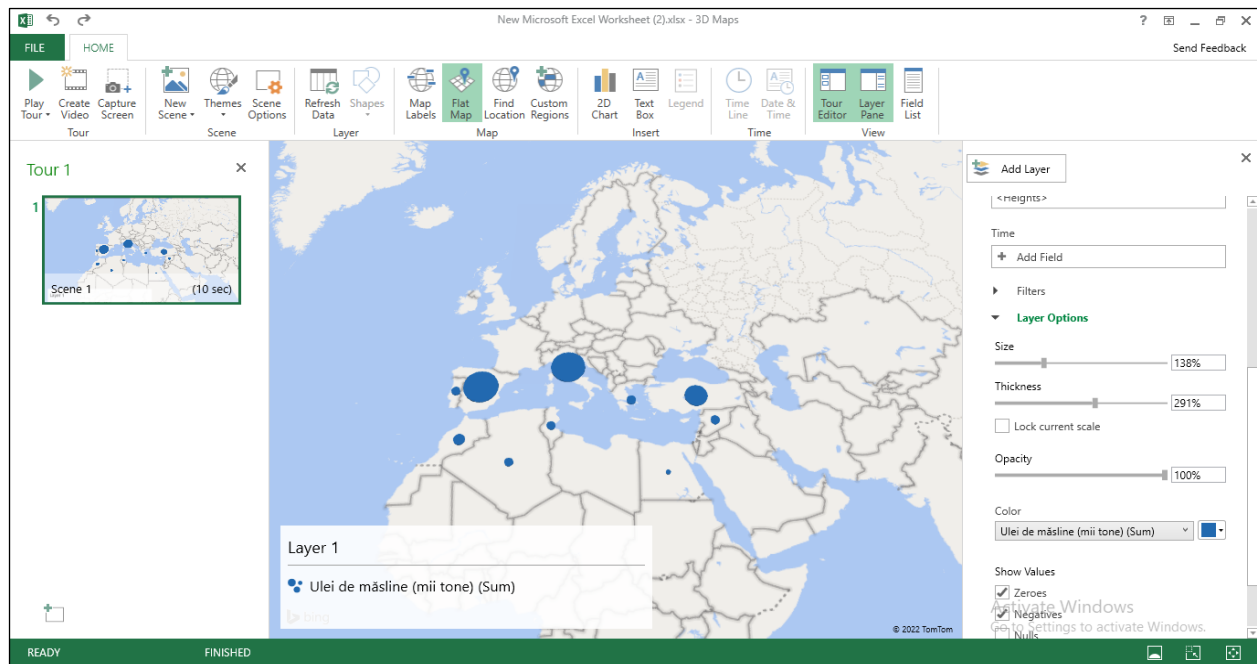 New Microsoft Excel Worksheet (2).xlsx - 3D Maps
?
FILE
HOME
Send Feedback
Play Tour
Create Video
Capture Screen
New Scene
Themes
Scene Options
Refresh Data
Shapes
Map Labels
Flat Map
Find Location
Custom Regions
2D Chart
Text Box
Legend
Time Line
Date & Time
Tour Editor
Layer Pane
Field List
Tour
Scene
Layer
Map
Insert
Time
View
Tour 1
1
Scene 1
(10 sec)
Layer 1
Ulei de măsline (mii tone) (Sum)
bing
© 2022 TomTom
Add Layer
<Heights>
Time
Add Field
Filters
Layer Options
Size
138%
Thickness
291%
Lock current scale
Opacity
100%
Color
Ulei de măsline (mii tone) (Sum)
Show Values
Zeroes
Negatives
Nulls
Activate Windows
Go to Settings to activate Windows.
READY
FINISHED